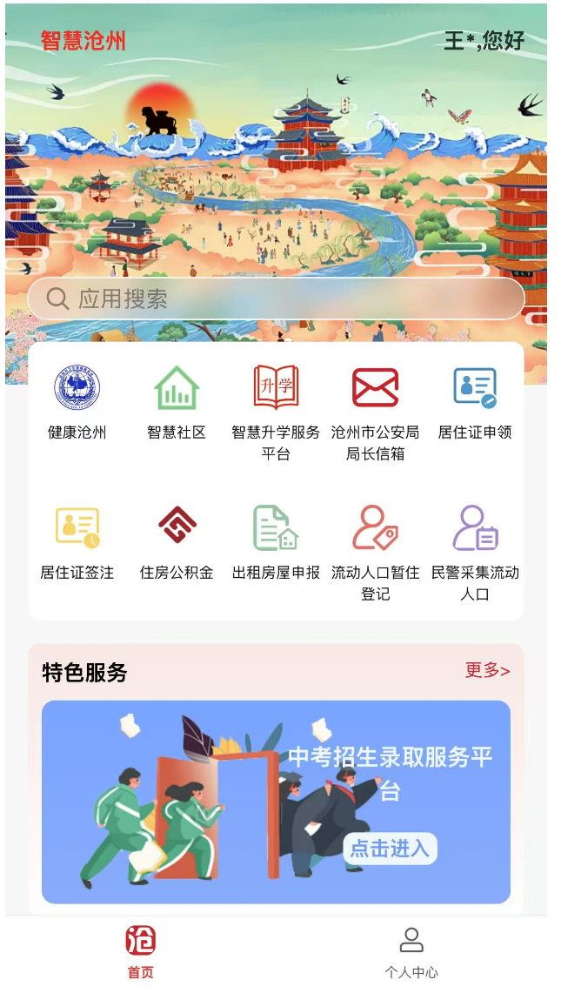 智慧沧州
王*,您好
应用搜索
升学
健康沧州
智慧社区
智慧升学服务
平台
沧州市公安局
局长信箱
居住证申领
居住证签注
住房公积金
出租房屋申报
流动人口暂住
登记
民警采集流动
人口
特色服务
更多>
中考招生录取服务平
台
点击进入
沧
首页
个人中心